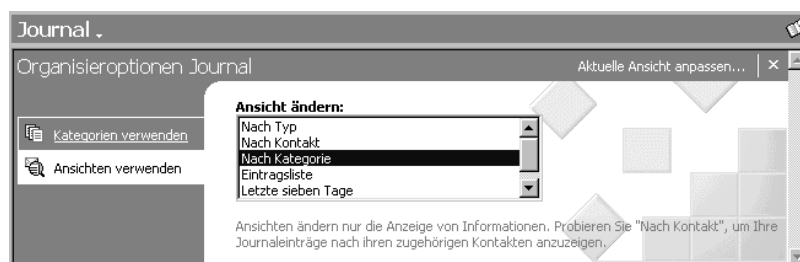 Journal
Organisieroptionen Journal
Aktuelle Ansicht anpassen...
Kategorien verwenden
Ansichten verwenden
Ansicht ändern:
Nach Typ
Nach Kontakt
Nach Kategorie
Eintragsliste
Letzte sieben Tage
Ansichten ändern nur die Anzeige von Informationen. Probieren Sie "Nach Kontakt", um Ihre
Journaleinträge nach ihren zugehörigen Kontakten anzuzeigen.